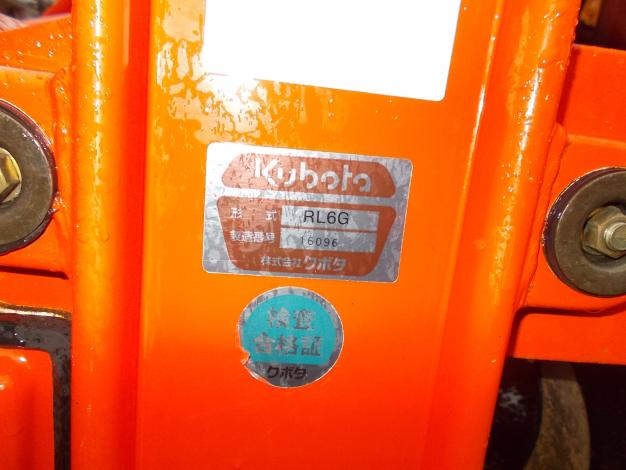 Kubota
形式 RL6G
製造番号 16096
株式会社クボタ
検査
合格証
クボタ